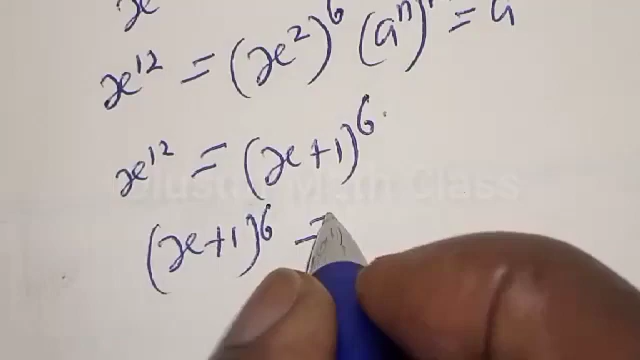 x
x¹² = (x²)⁶ (aⁿ) = a
x¹² = (x+1)⁶
(x+1)⁶ =